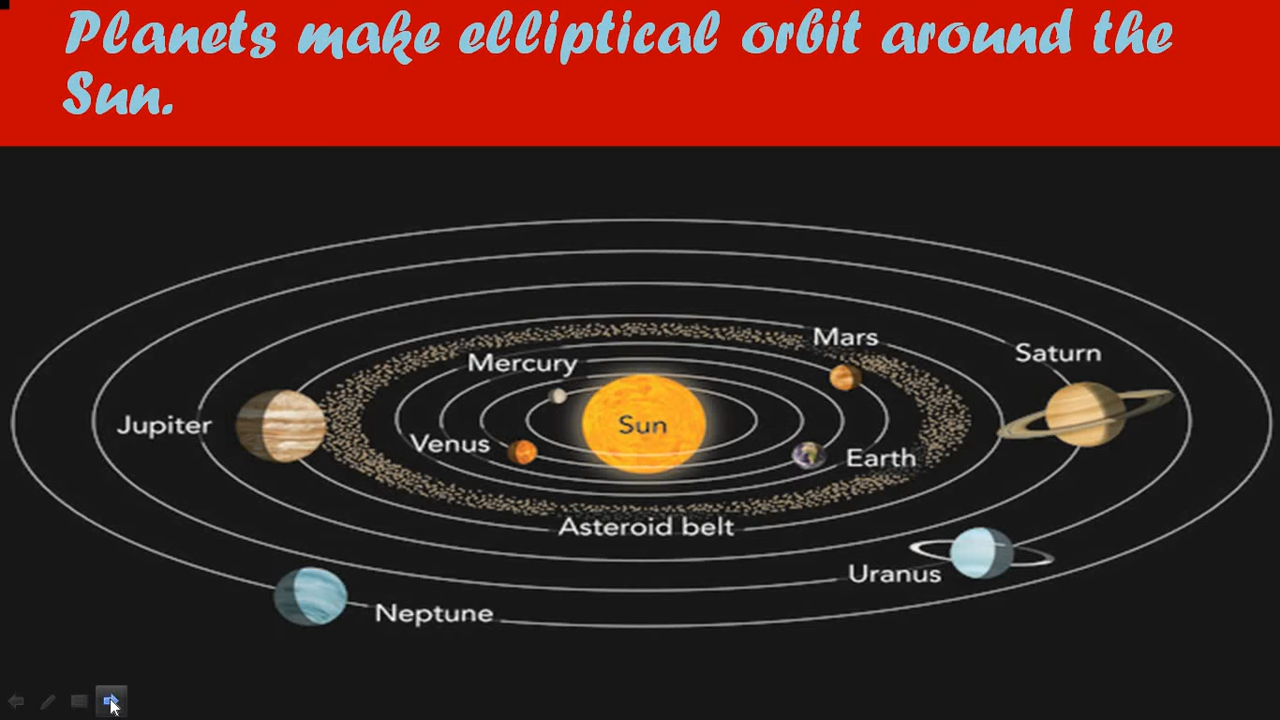 Planets make elliptical orbit around the
Sun.
Mars
Saturn
Mercury
Jupiter
Sun
Venus
Earth
Asteroid belt
Uranus
Neptune